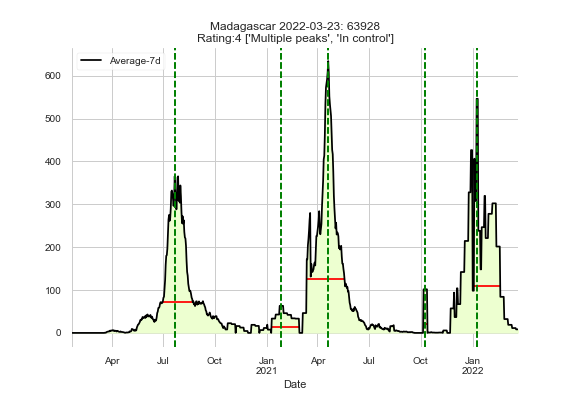 Madagascar 2022-03-23: 63928
Rating:4 ['Multiple peaks', 'In control']
Average-7d
600
500
400
300
200
100
0
Apr Jul Oct Jan Apr Jul Oct Jan
2021 2022
Date